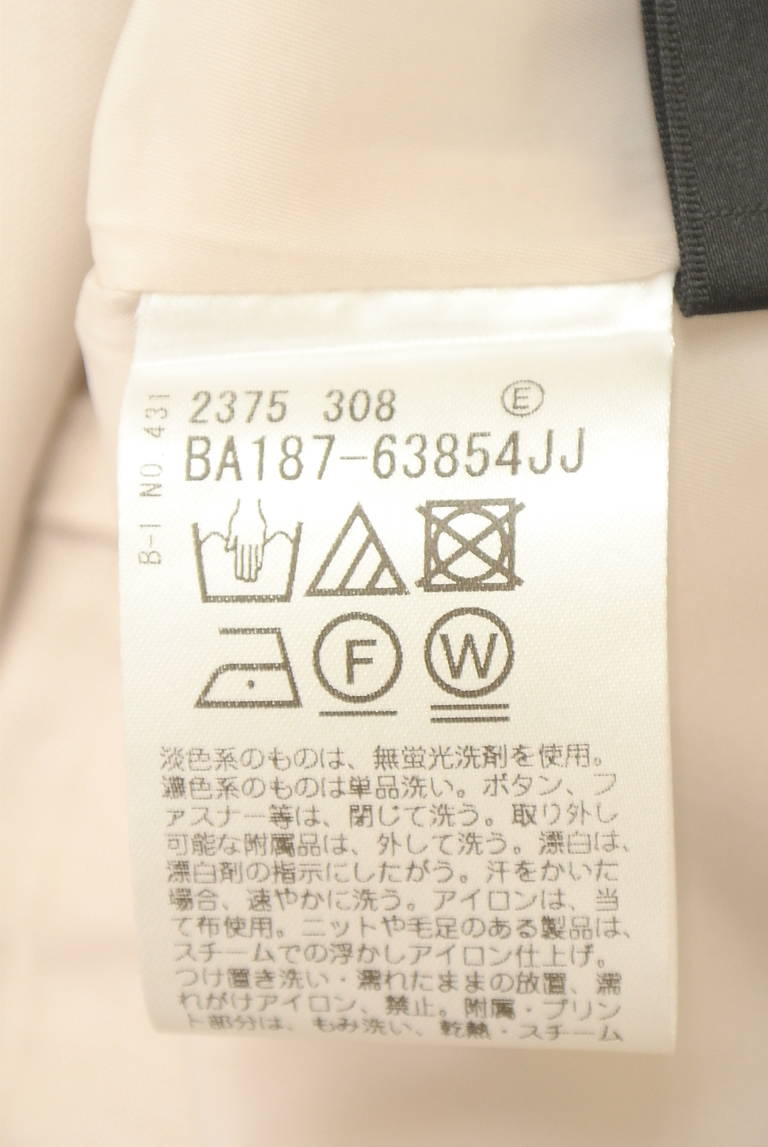 2375 308 E
BA187-63854JJ
B-1 NO.431
F W
淡色系のものは、無蛍光洗剤を使用。
濃色系のものは単品洗い。ボタン、フ
ァスナー等は、閉じて洗う。取り外し
可能な附属品は、外して洗う。漂白は、
漂白剤の指示にしたがう。汗をかいた
場合、速やかに洗う。アイロンは、当
て布使用。ニットや毛足のある製品は、
スチームでの浮かしアイロン仕上げ。
つけ置き洗い・濡れたままの放置、濡
れがけアイロン、禁止。附属・プリン
ト部分は、もみ洗い、乾熱・スチーム